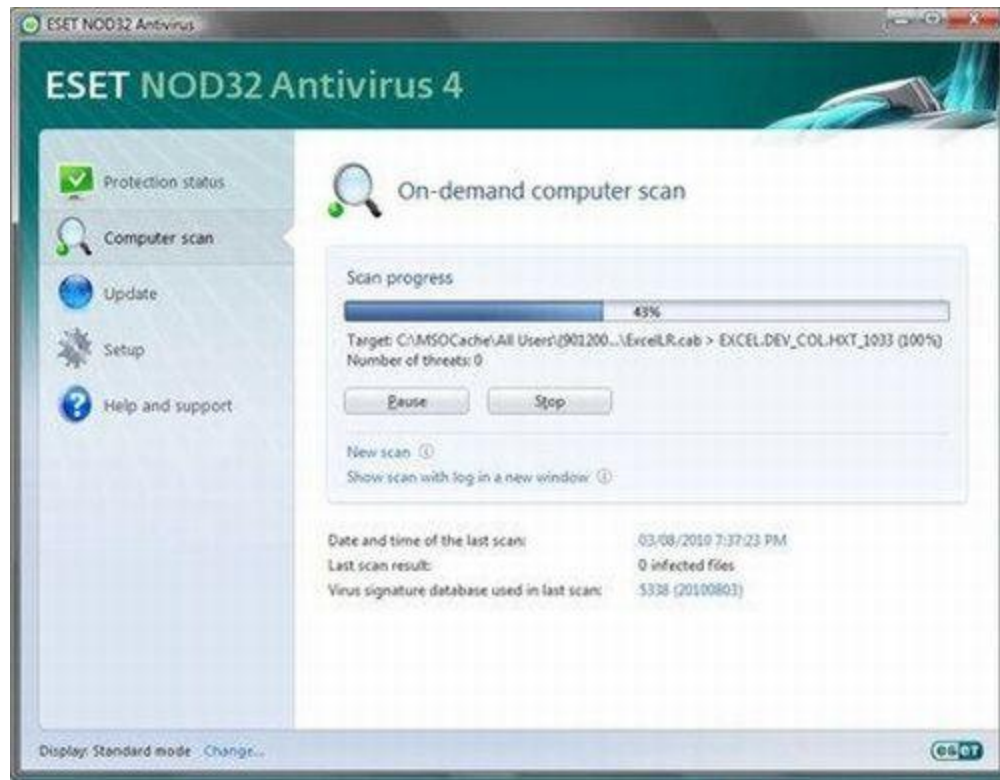 ESET NOD32 Antivirus
ESET NOD32 Antivirus 4
Protection status
Computer scan
Update
Setup
Help and support
On-demand computer scan
Scan progress
43%
Target: C:\MSOCache\All Users\{901200...\ExcelLR.cab > EXCEL.DEV_COL.HXT_1033 (100%)
Number of threats: 0
Pause
Stop
New scan
Show scan with log in a new window
Date and time of the last scan: 03/08/2010 7:37:23 PM
Last scan result: 0 infected files
Virus signature database used in last scan: 5338 (20100803)
Display: Standard mode Change...
eset